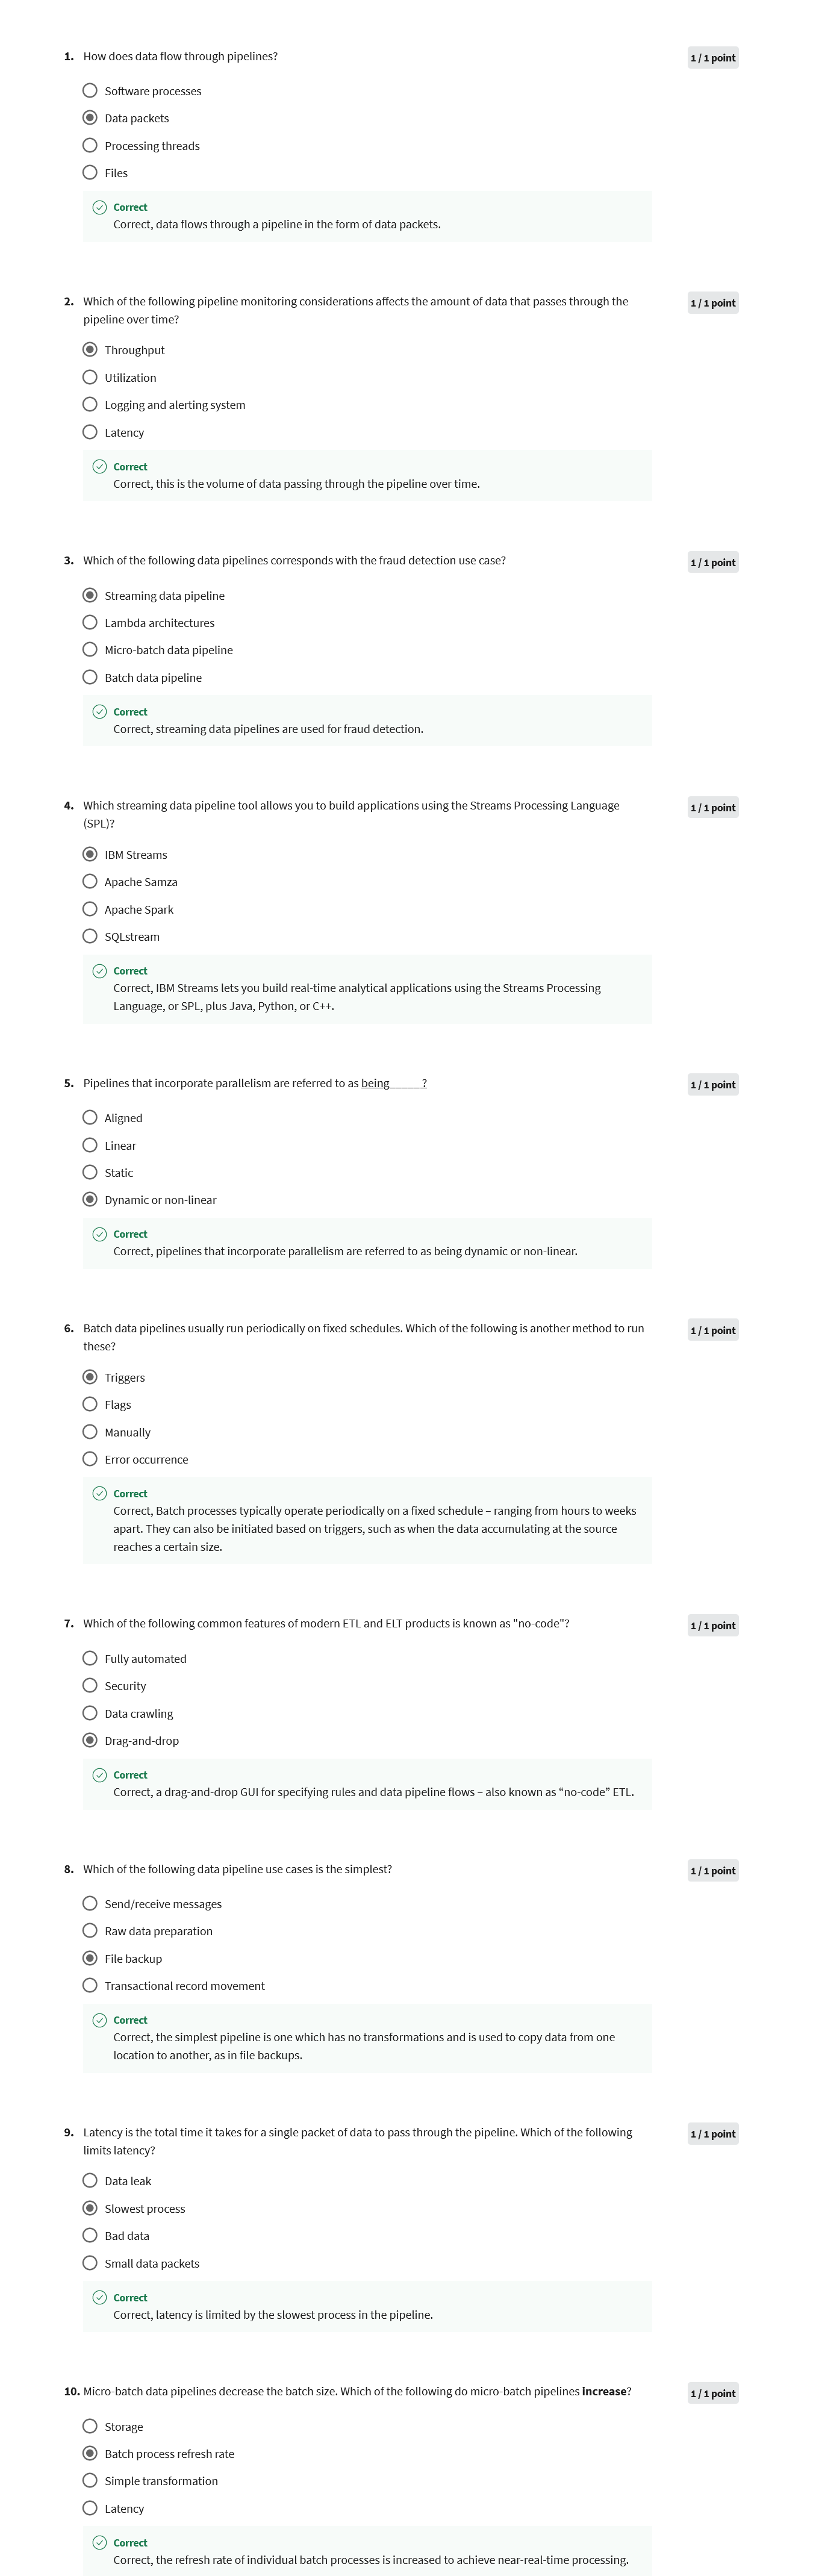 1. How does data flow through pipelines?
1 / 1 point
Software processes
Data packets
Processing threads
Files
Correct
Correct, data flows through a pipeline in the form of data packets.
2. Which of the following pipeline monitoring considerations affects the amount of data that passes through the
pipeline over time?
1 / 1 point
Throughput
Utilization
Logging and alerting system
Latency
Correct
Correct, this is the volume of data passing through the pipeline over time.
3. Which of the following data pipelines corresponds with the fraud detection use case?
1 / 1 point
Streaming data pipeline
Lambda architectures
Micro-batch data pipeline
Batch data pipeline
Correct
Correct, streaming data pipelines are used for fraud detection.
4. Which streaming data pipeline tool allows you to build applications using the Streams Processing Language
(SPL)?
1 / 1 point
IBM Streams
Apache Samza
Apache Spark
SQLstream
Correct
Correct, IBM Streams lets you build real-time analytical applications using the Streams Processing
Language, or SPL, plus Java, Python, or C++.
5. Pipelines that incorporate parallelism are referred to as being_____?
1 / 1 point
Aligned
Linear
Static
Dynamic or non-linear
Correct
Correct, pipelines that incorporate parallelism are referred to as being dynamic or non-linear.
6. Batch data pipelines usually run periodically on fixed schedules. Which of the following is another method to run
these?
1 / 1 point
Triggers
Flags
Manually
Error occurrence
Correct
Correct, Batch processes typically operate periodically on a fixed schedule – ranging from hours to weeks
apart. They can also be initiated based on triggers, such as when the data accumulating at the source
reaches a certain size.
7. Which of the following common features of modern ETL and ELT products is known as "no-code"?
1 / 1 point
Fully automated
Security
Data crawling
Drag-and-drop
Correct
Correct, a drag-and-drop GUI for specifying rules and data pipeline flows – also known as “no-code” ETL.
8. Which of the following data pipeline use cases is the simplest?
1 / 1 point
Send/receive messages
Raw data preparation
File backup
Transactional record movement
Correct
Correct, the simplest pipeline is one which has no transformations and is used to copy data from one
location to another, as in file backups.
9. Latency is the total time it takes for a single packet of data to pass through the pipeline. Which of the following
limits latency?
1 / 1 point
Data leak
Slowest process
Bad data
Small data packets
Correct
Correct, latency is limited by the slowest process in the pipeline.
10. Micro-batch data pipelines decrease the batch size. Which of the following do micro-batch pipelines increase?
1 / 1 point
Storage
Batch process refresh rate
Simple transformation
Latency
Correct
Correct, the refresh rate of individual batch processes is increased to achieve near-real-time processing.